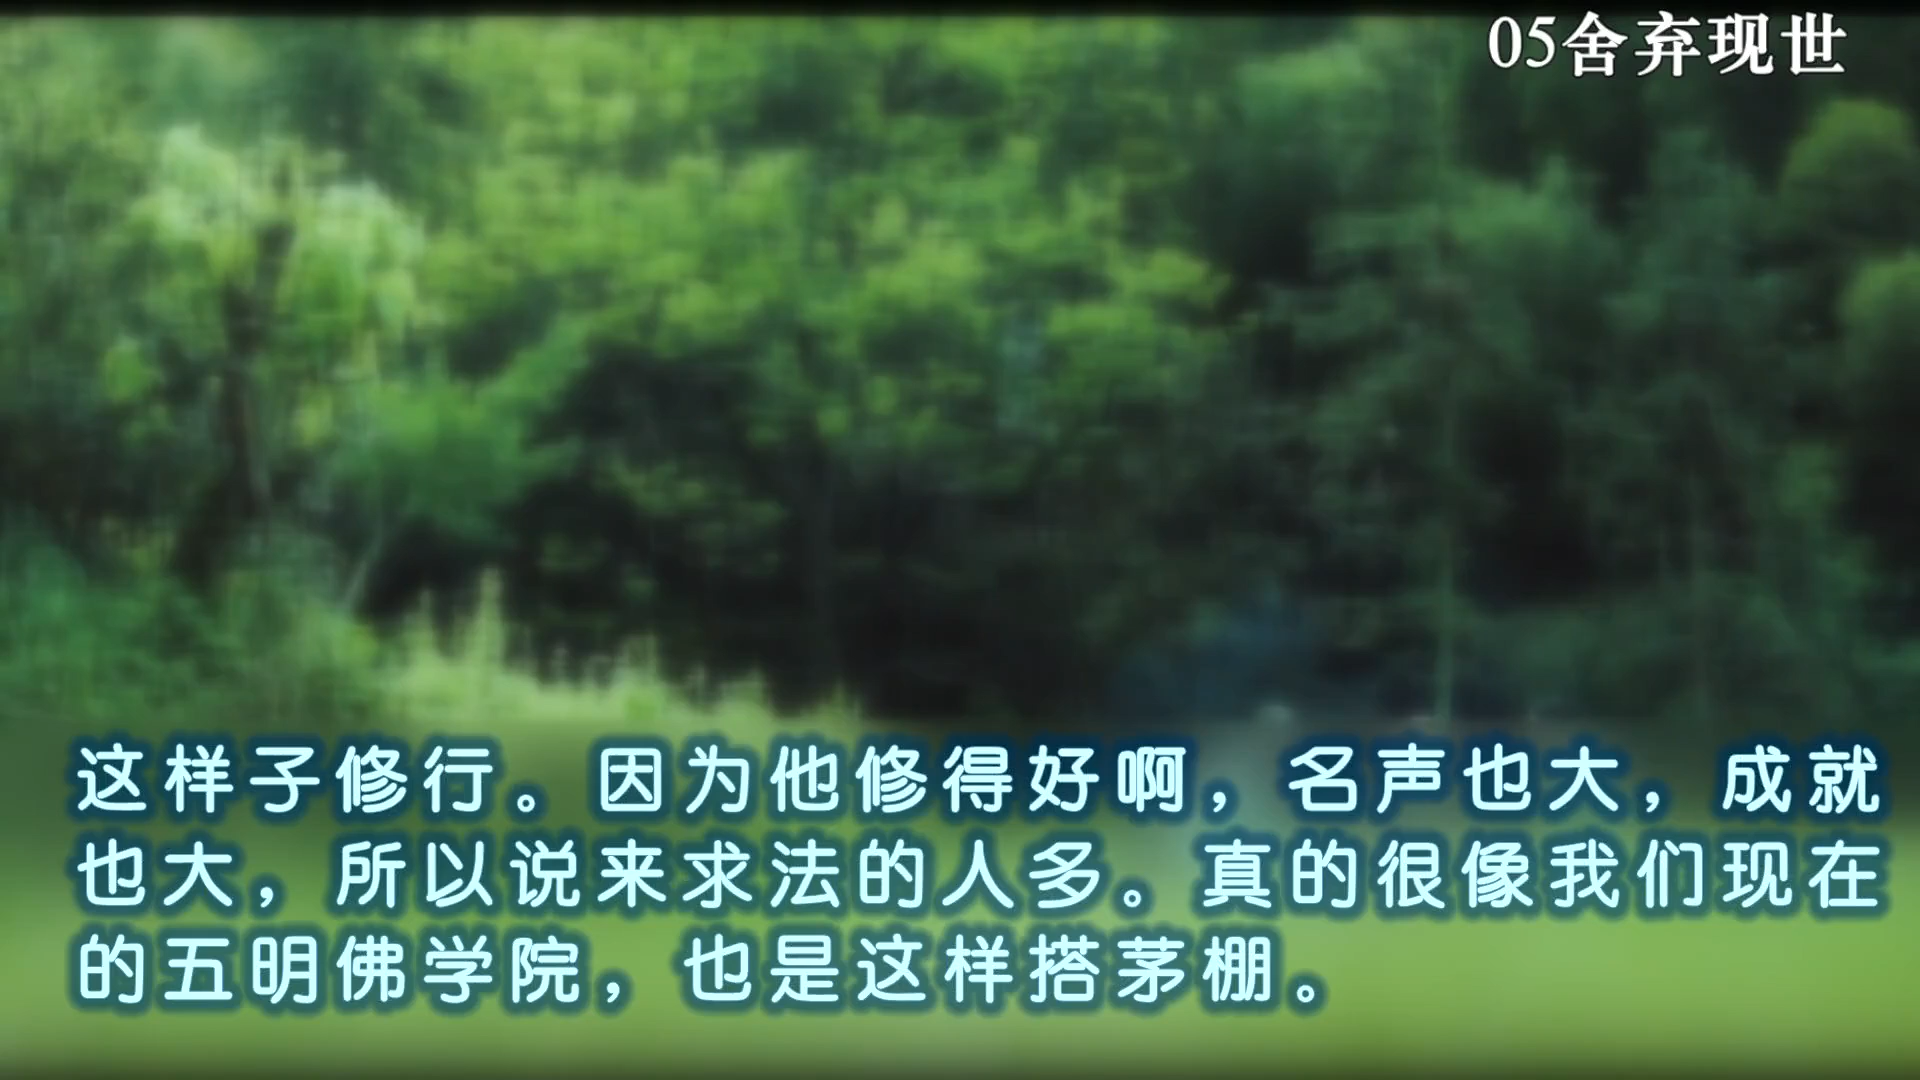 05舍弃现世
这样子修行。因为他修得好啊，名声也大，成就
也大，所以说来求法的人多。真的很像我们现在
的五明佛学院，也是这样搭茅棚。